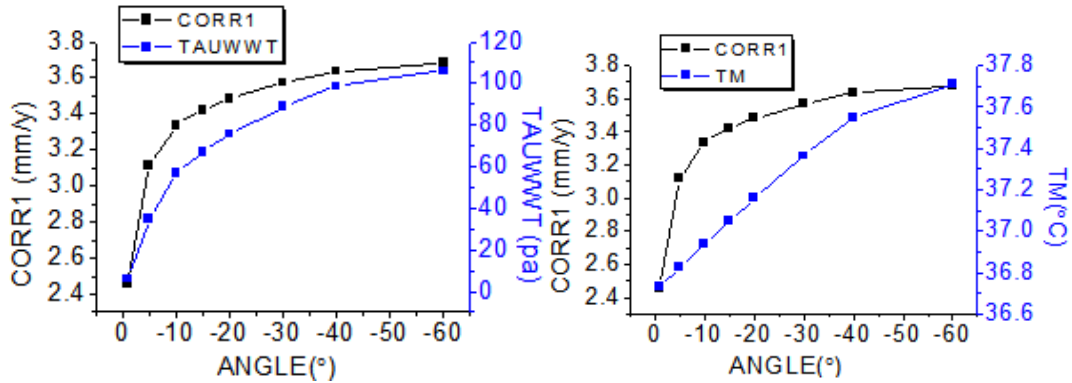 CORR1
TAUWWT
3.8
3.6
3.4
3.2
3.0
2.8
2.6
2.4
CORR1 (mm/y)
120
100
80
60
40
20
0
TAUWWT (pa)
0 -10 -20 -30 -40 -50 -60
ANGLE(°)
CORR1
TM
3.8
3.6
3.4
3.2
3.0
2.8
2.6
2.4
CORR1 (mm/y)
37.8
37.6
37.4
37.2
37.0
36.8
36.6
TM(°C)
0 -10 -20 -30 -40 -50 -60
ANGLE(°)